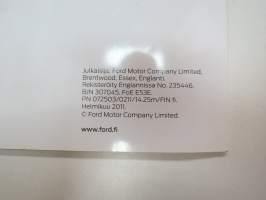 Julkaisija: Ford Motor Company Limited,
Brentwood, Essex, Englanti.
Rekisteröity Englannissa No. 235446.
B/N 307045, FoE E53E.
PN 072503/0211/14.25m/FIN fi.
Helmikuu 2011.
© Ford Motor Company Limited.
www.ford.fi